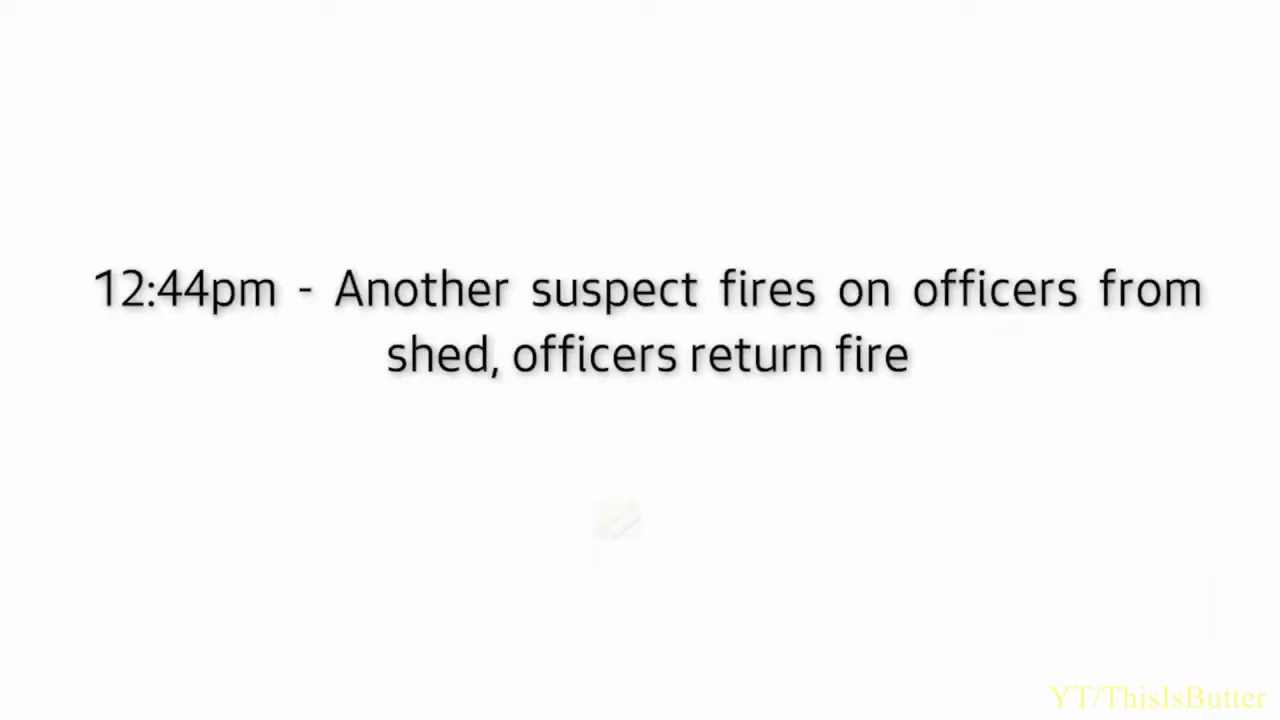 12:44pm - Another suspect fires on officers from
shed, officers return fire
YT/ThisIsButter